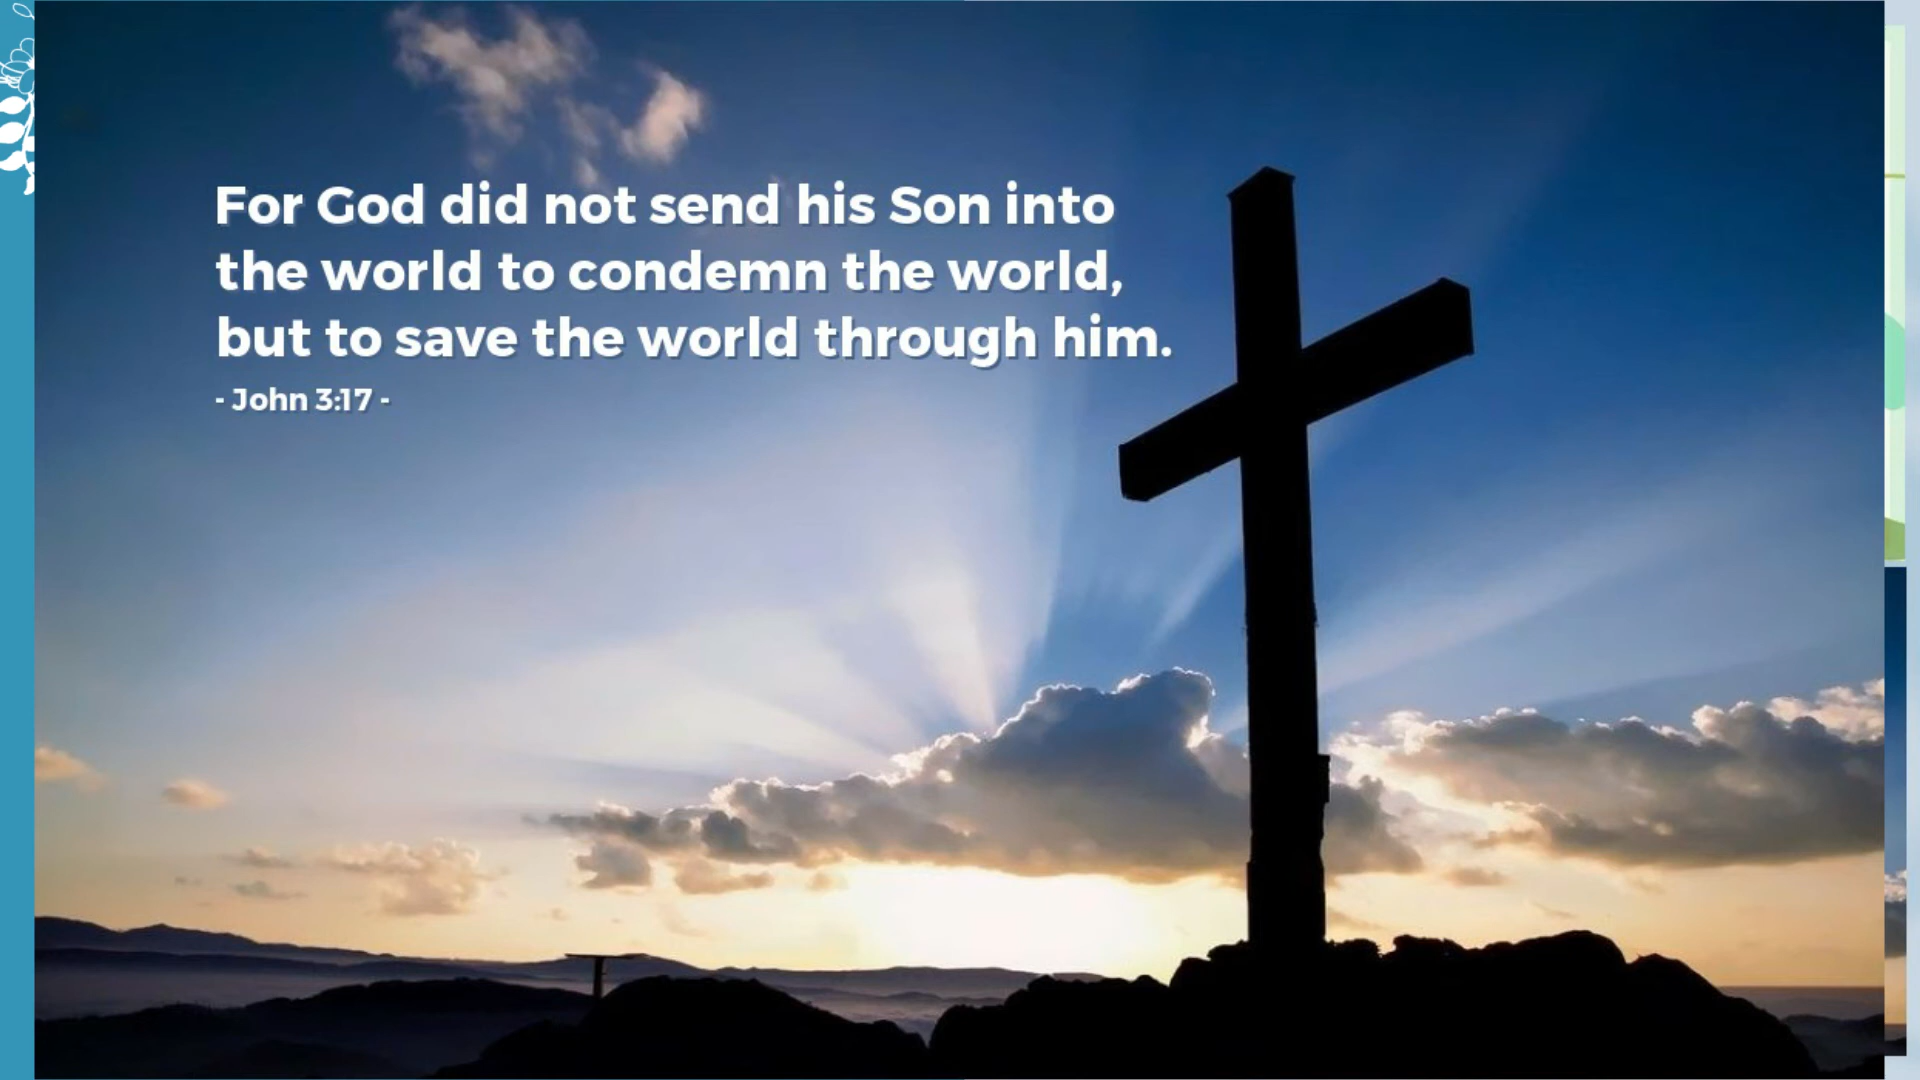 For God did not send his Son into
the world to condemn the world,
but to save the world through him.
- John 3:17 -